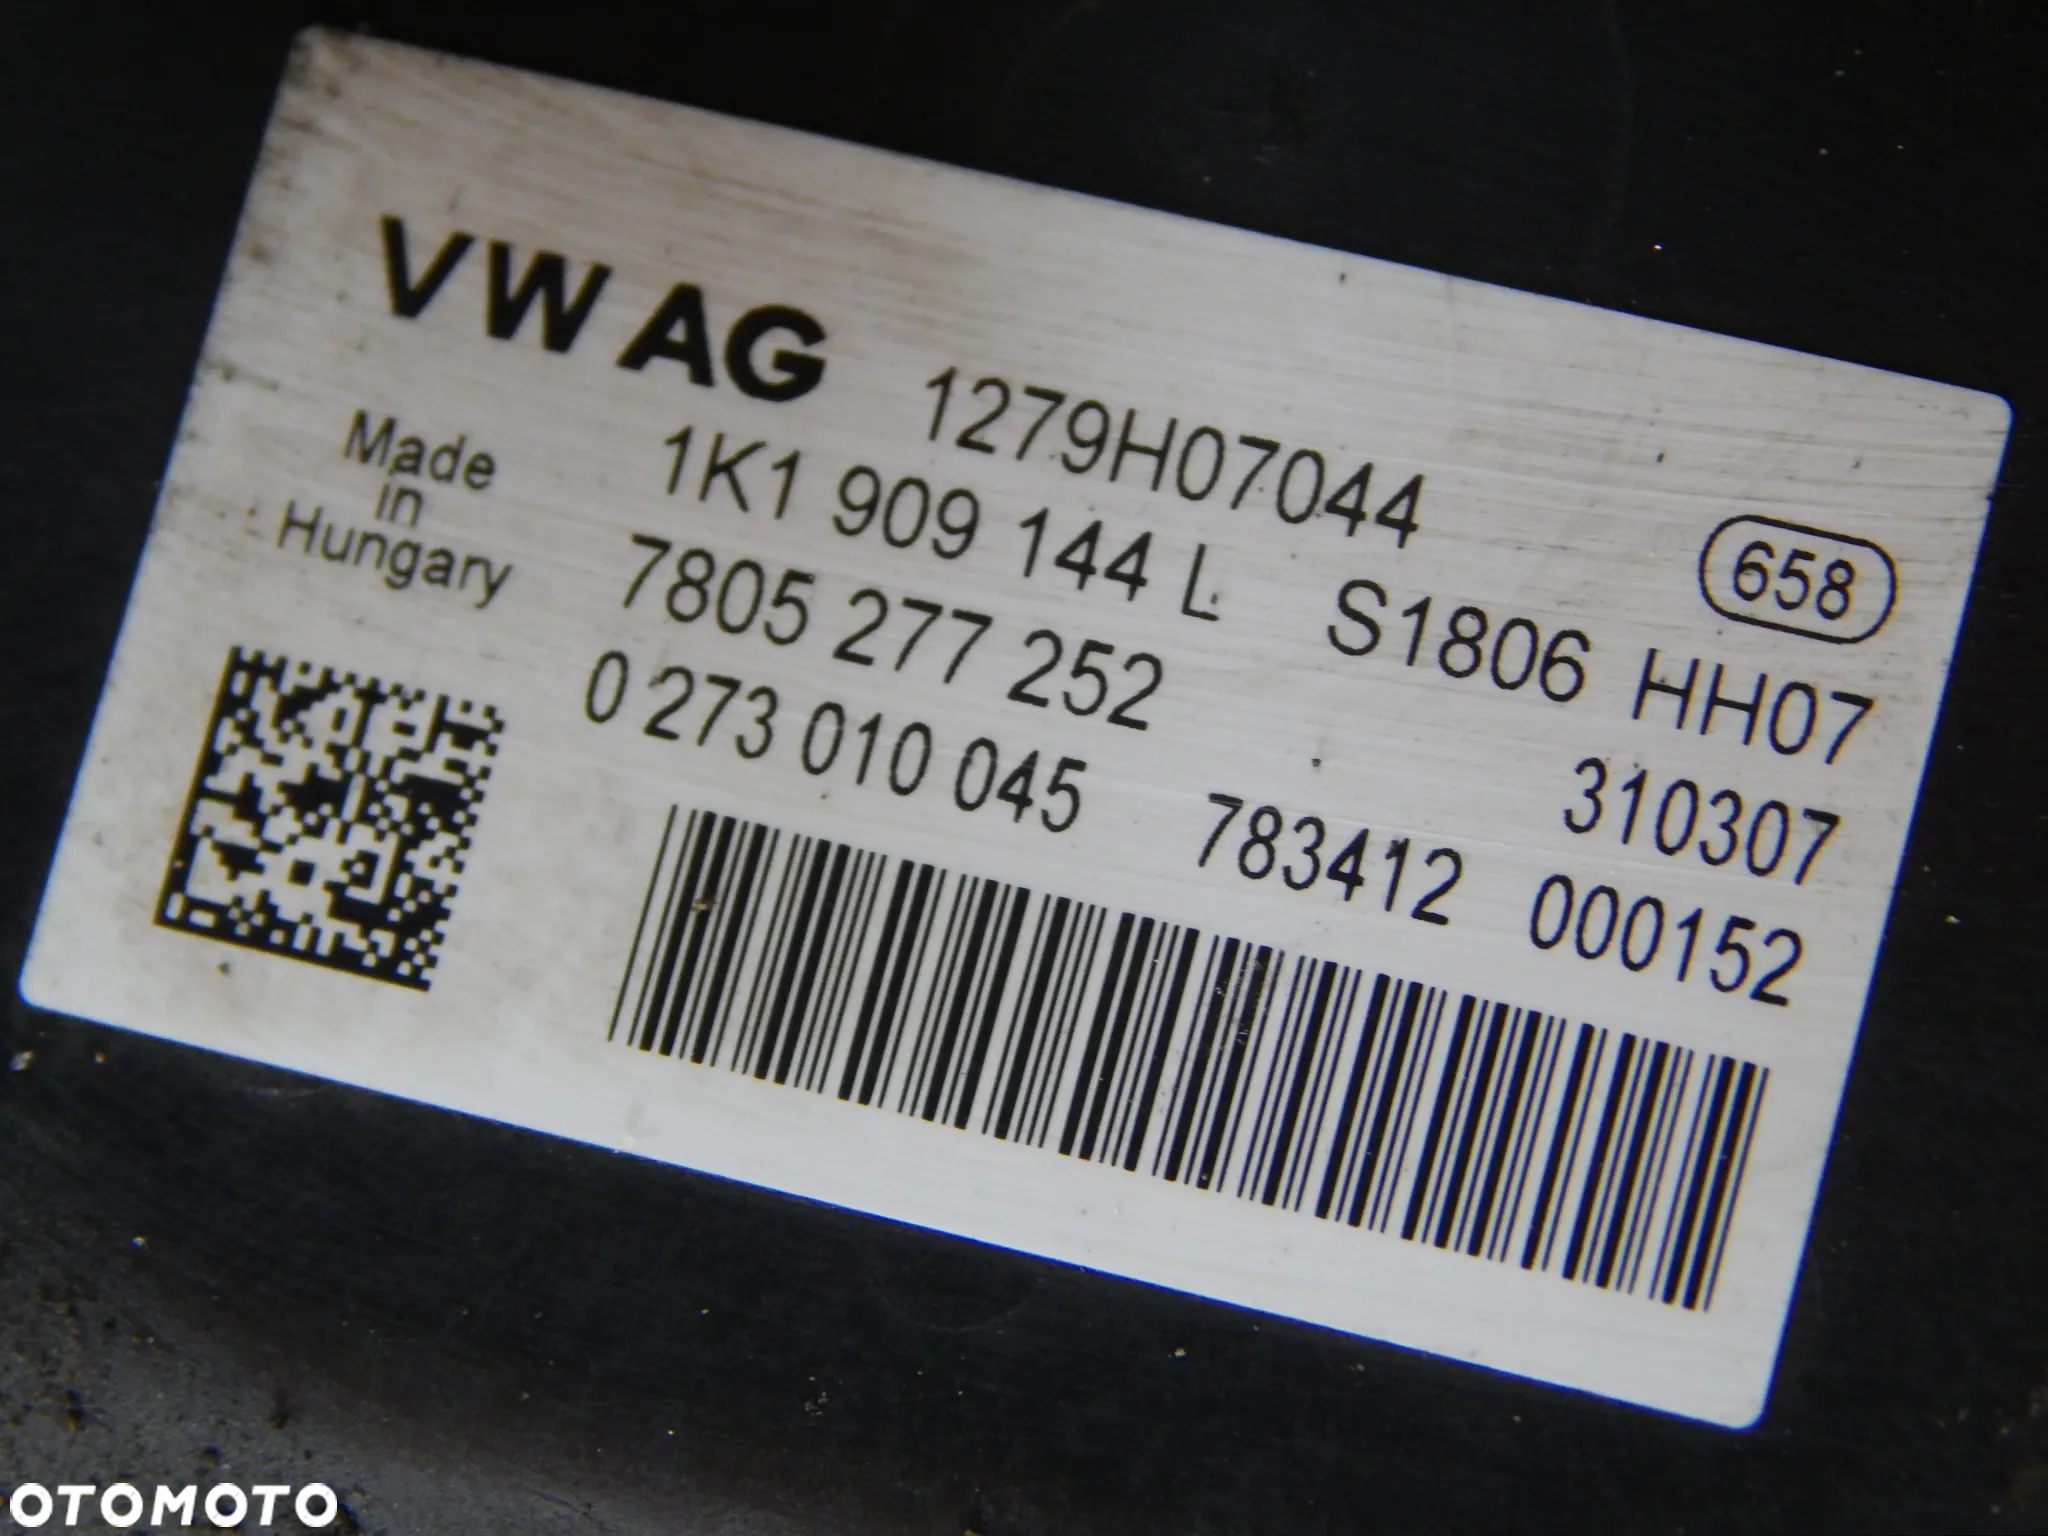 VW AG 1279H07044
658
Made
in
Hungary
1K1 909 144 L S1806 HH07
7805 277 252 310307
0 273 010 045 783412 000152
OTOMOTO